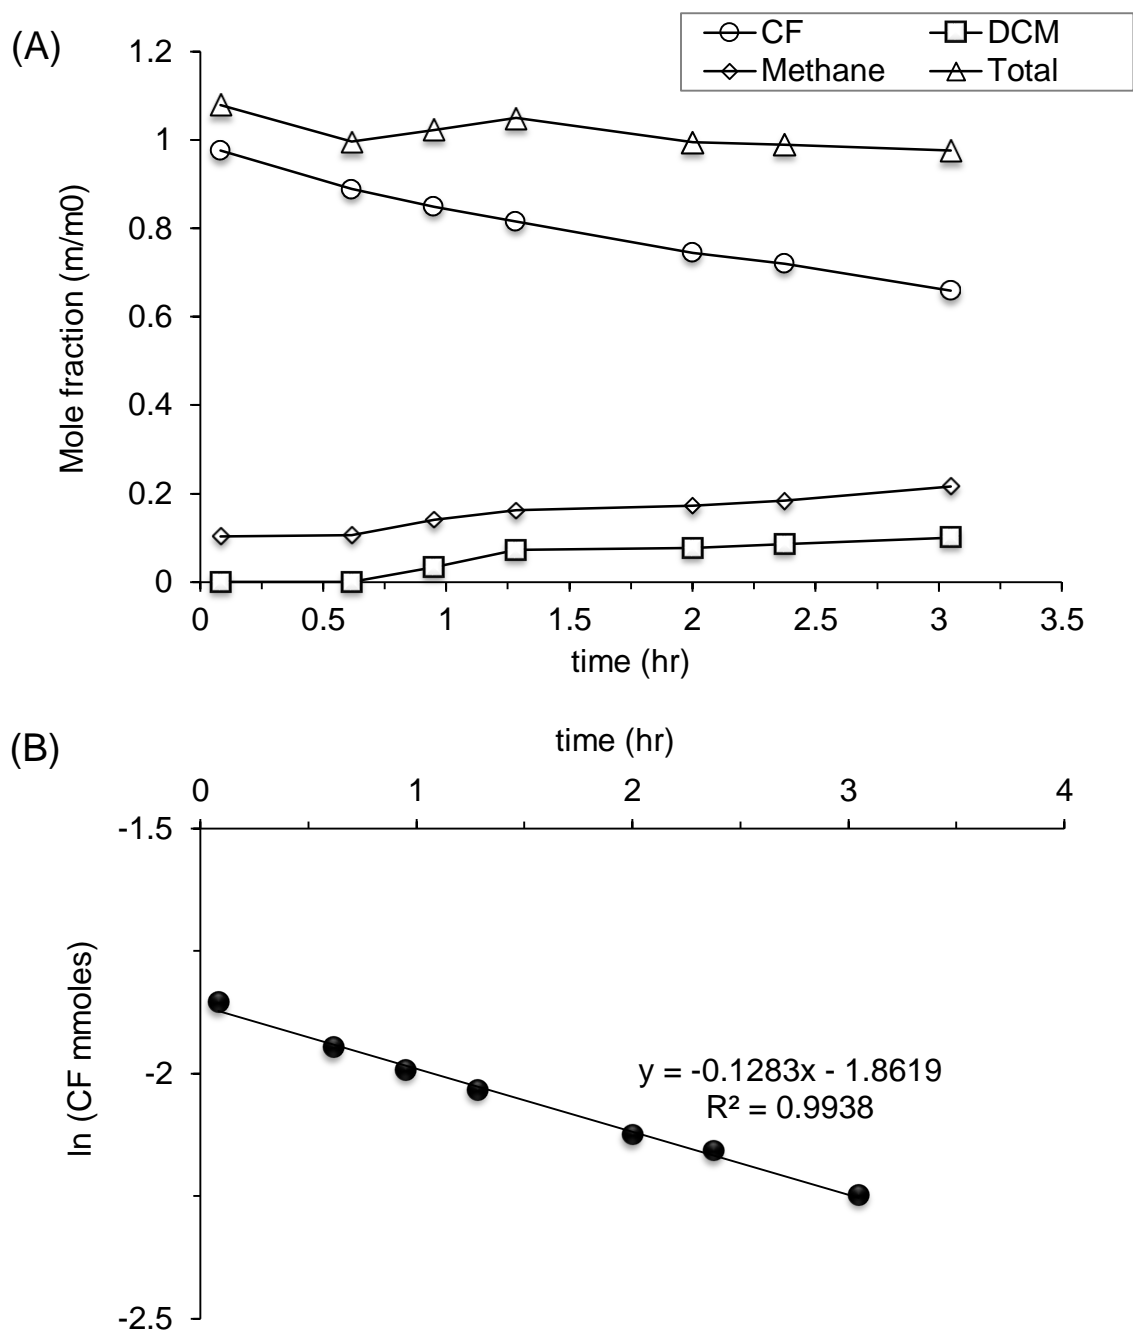 (A)
CF
DCM
Methane
Total
1.2
1
0.8
0.6
0.4
0.2
0
Mole fraction (m/m0)
0 0.5 1 1.5 2 2.5 3 3.5
time (hr)
(B)
time (hr)
0 1 2 3 4
-1.5
-2
-2.5
ln (CF mmoles)
y = -0.1283x - 1.8619
R² = 0.9938